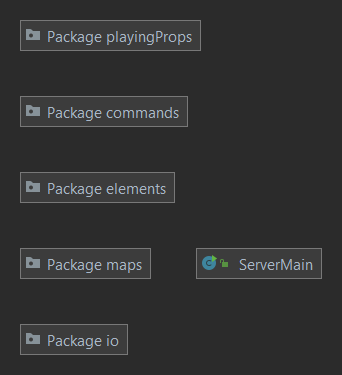 Package playingProps
Package commands
Package elements
Package maps
ServerMain
Package io